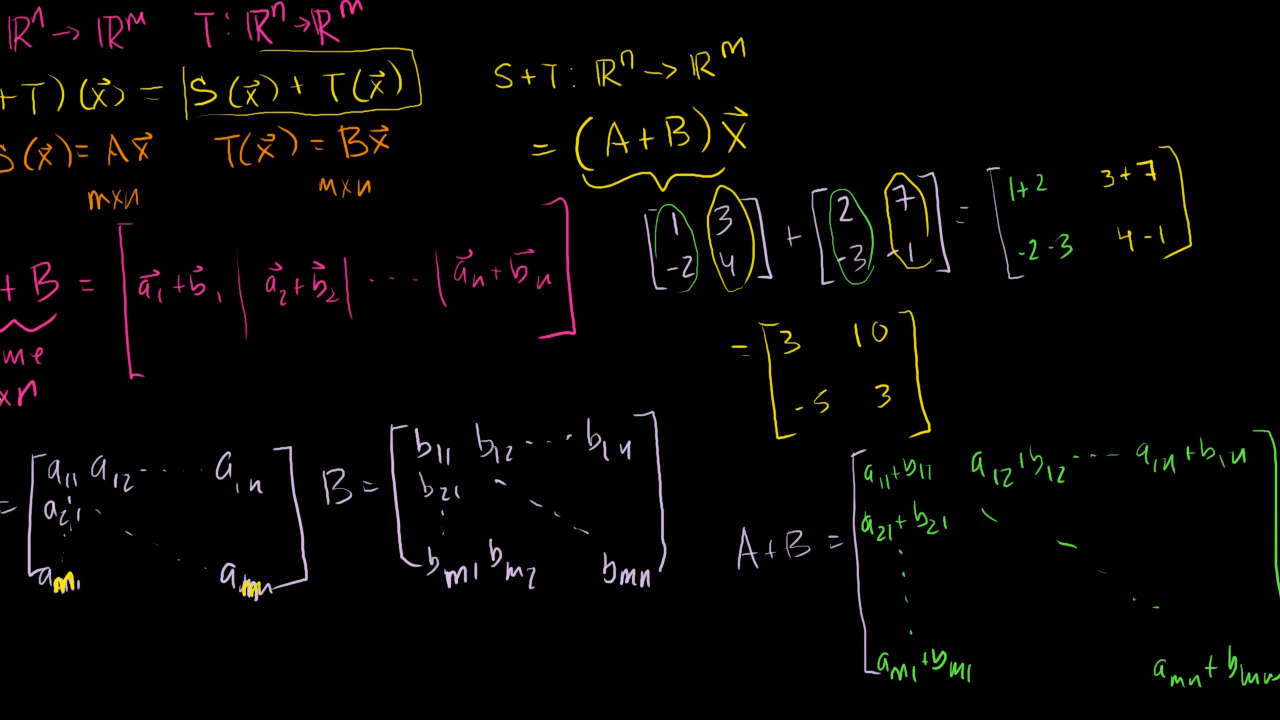 ℝⁿ → ℝᵐ   T: ℝⁿ → ℝᵐ
+T)(x⃗) = S(x⃗) + T(x⃗)
S(x⃗) = Ax⃗   T(x⃗) = Bx⃗
m×n   m×n
+ B = [a⃗₁+b⃗₁ | a⃗₂+b⃗₂ | ⋯ | a⃗ₙ+b⃗ₙ]
me
×n
S+T: ℝⁿ → ℝᵐ
= (A+B)x⃗
[1 3; -2 4] + [2 7; -3 -1] = [1+2 3+7; -2-3 4-1]
= [3 10; -5 3]
= [a₁₁ a₁₂ ⋯ a₁ₙ
a₂₁
aₘ₁ aₘₙ]
B = [b₁₁ b₁₂ ⋯ b₁ₙ
b₂₁
bₘ₁ bₘ₂ bₘₙ]
A+B = [a₁₁+b₁₁ a₁₂+b₁₂ ⋯ a₁ₙ+b₁ₙ
a₂₁+b₂₁
aₘ₁+bₘ₁ aₘₙ+bₘₙ]